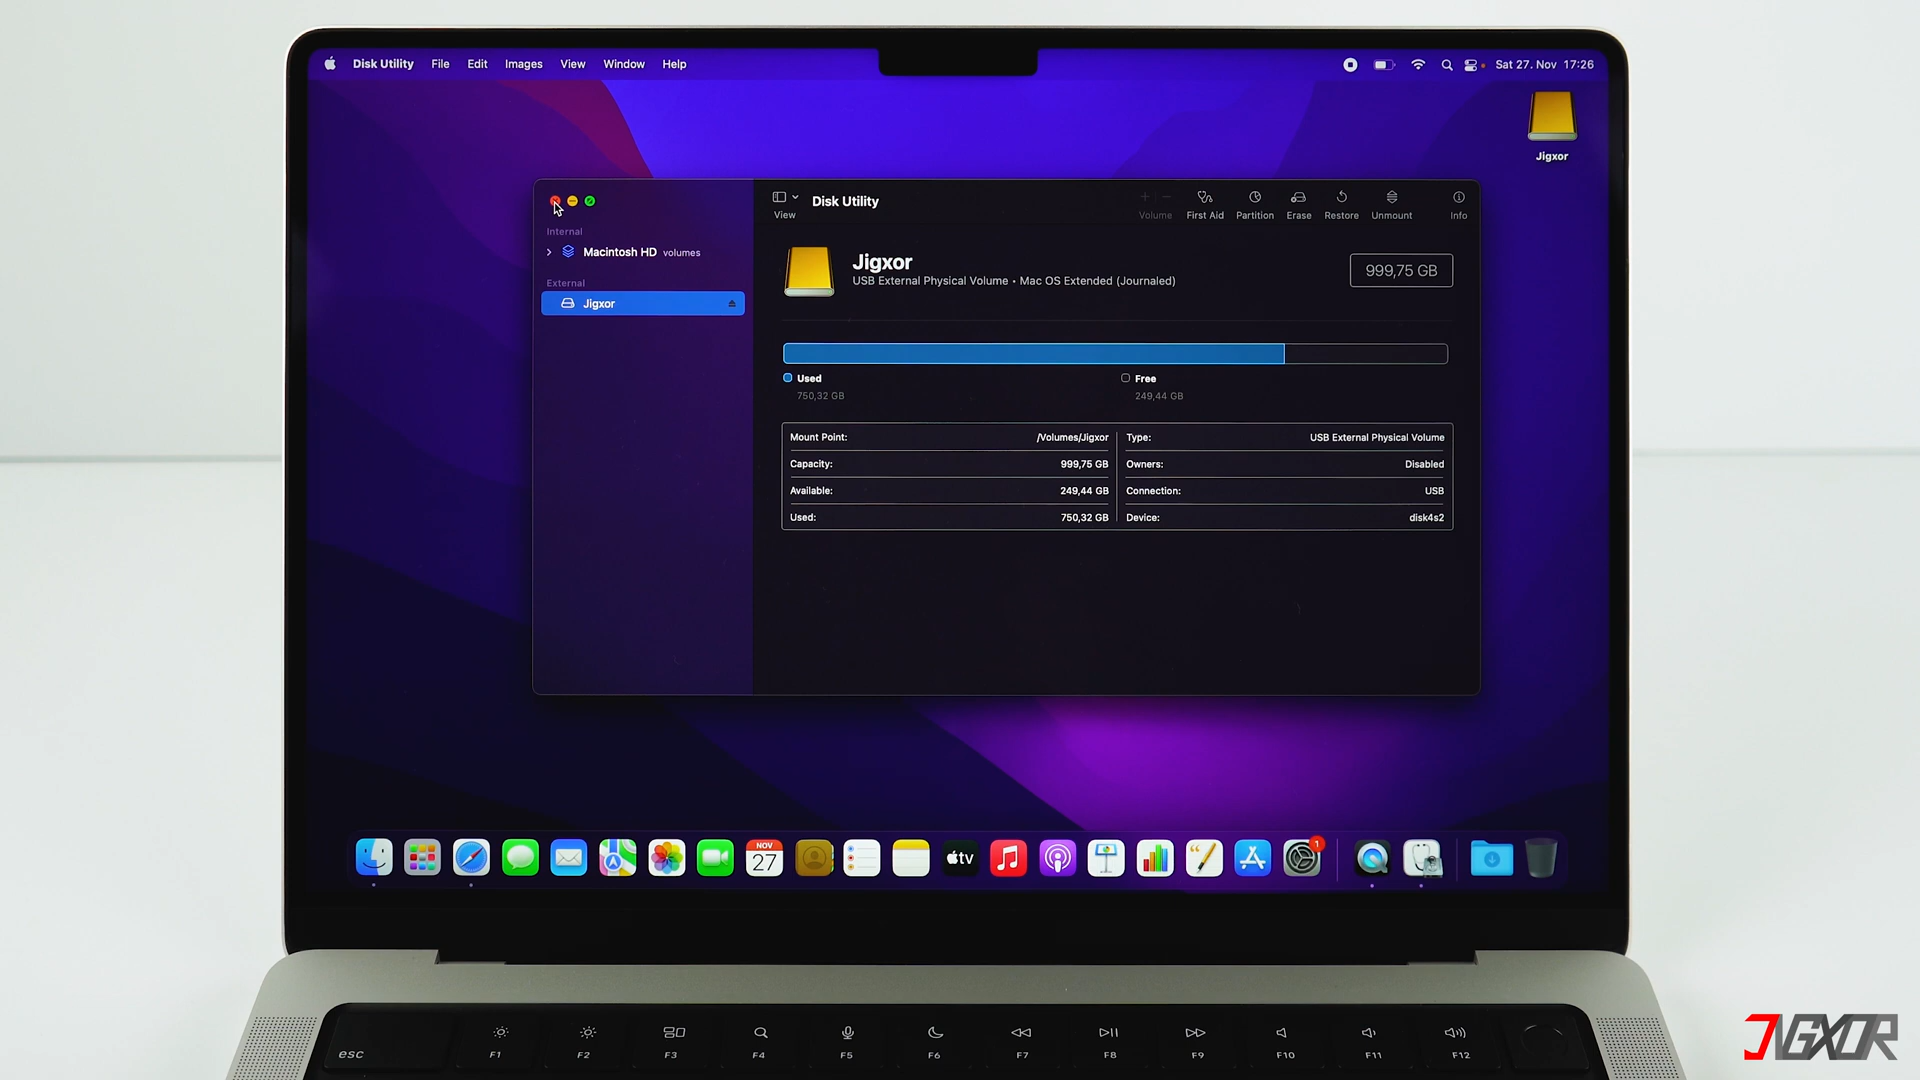 Disk Utility File Edit Images View Window Help
Sat 27. Nov 17:26
Jigxor
View
Disk Utility
Volume First Aid Partition Erase Restore Unmount Info
Internal
Macintosh HD volumes
External
Jigxor
Jigxor
USB External Physical Volume • Mac OS Extended (Journaled)
999,75 GB
Used
750,32 GB
Free
249,44 GB
Mount Point: /Volumes/Jigxor
Capacity: 999,75 GB
Available: 249,44 GB
Used: 750,32 GB
Type: USB External Physical Volume
Owners: Disabled
Connection: USB
Device: disk4s2
NOV
27
tv
1
esc F1 F2 F3 F4 F5 F6 F7 F8 F9 F10 F11 F12
JIGXOR